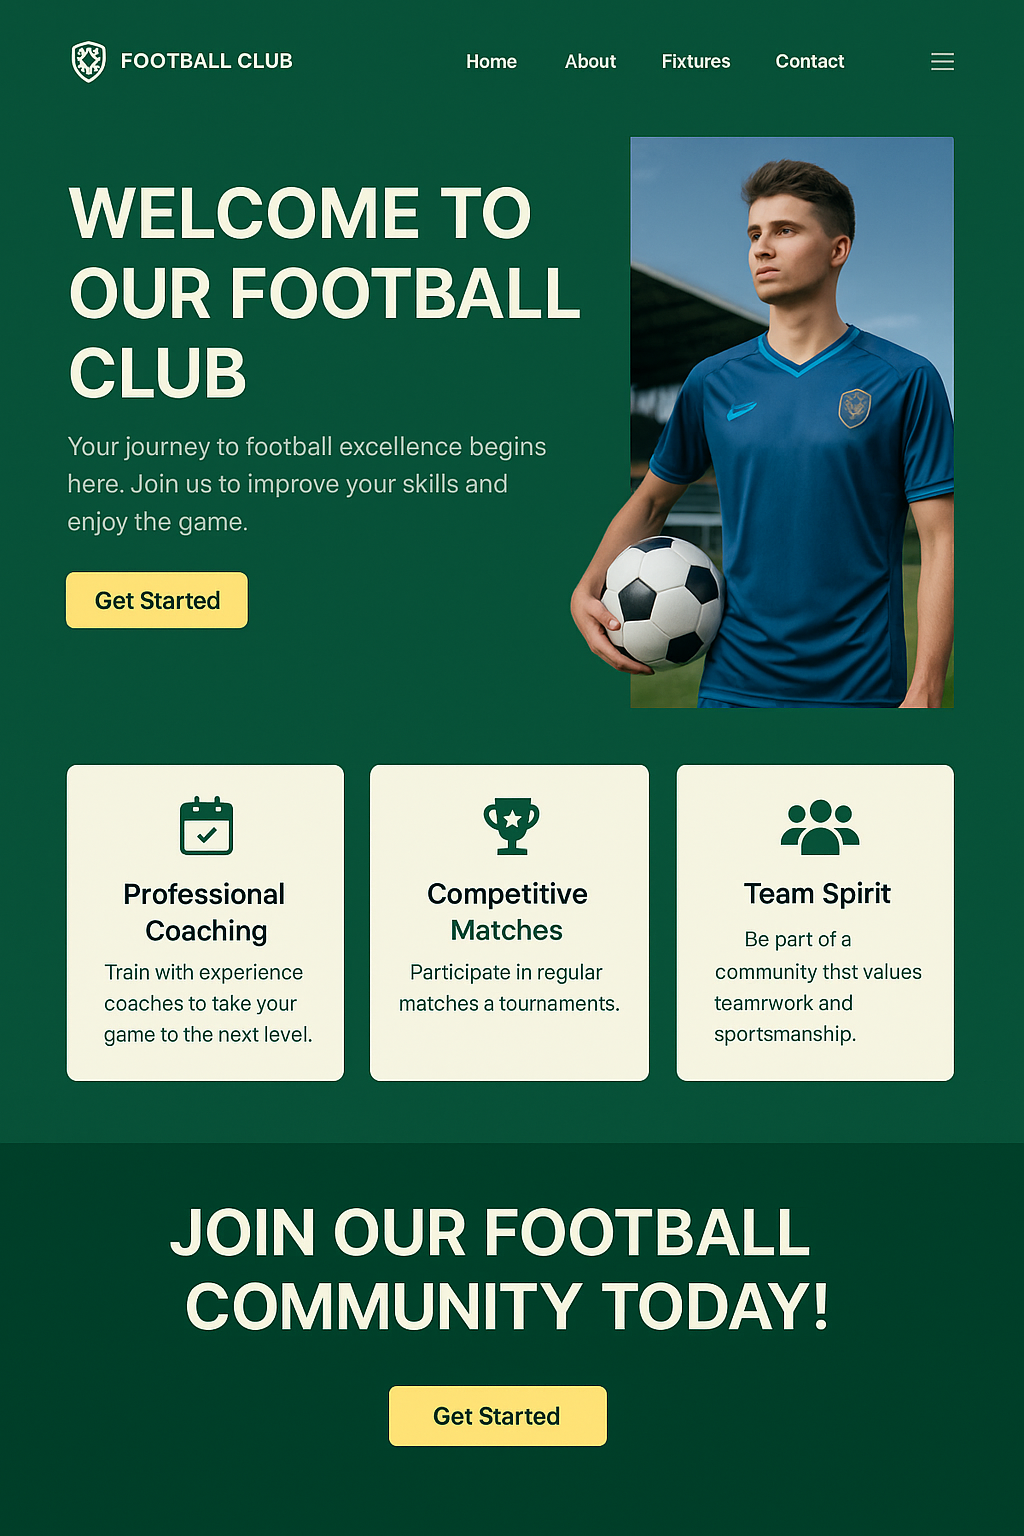 FOOTBALL CLUB
Home About Fixtures Contact
WELCOME TO
OUR FOOTBALL
CLUB
Your journey to football excellence begins
here. Join us to improve your skills and
enjoy the game.
Get Started
Professional
Coaching
Train with experience
coaches to take your
game to the next level.
Competitive
Matches
Participate in regular
matches a tournaments.
Team Spirit
Be part of a
community thst values
teamrwork and
sportsmanship.
JOIN OUR FOOTBALL
COMMUNITY TODAY!
Get Started